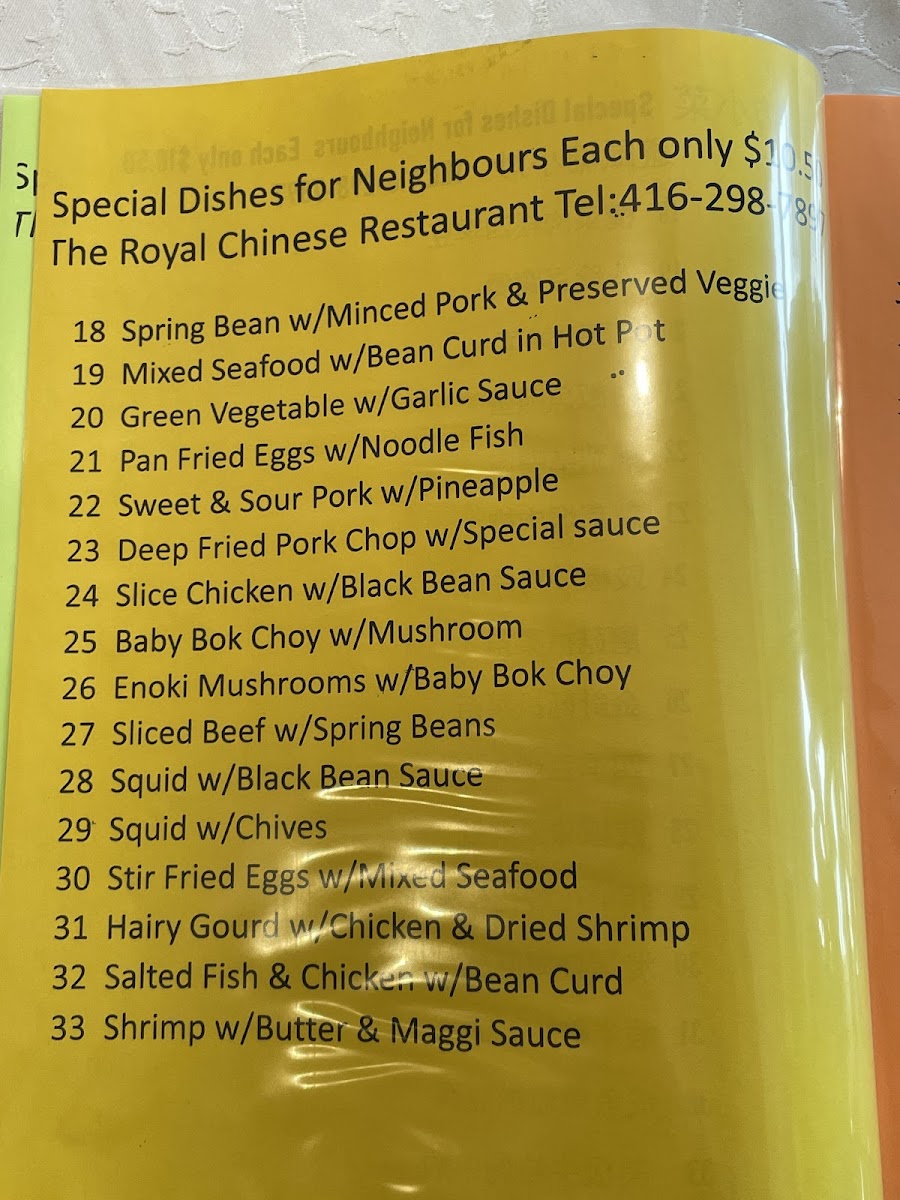 Special Dishes for Neighbours Each only $10.50
The Royal Chinese Restaurant Tel:416-298-7897
18 Spring Bean w/Minced Pork & Preserved Veggie
19 Mixed Seafood w/Bean Curd in Hot Pot
20 Green Vegetable w/Garlic Sauce
21 Pan Fried Eggs w/Noodle Fish
22 Sweet & Sour Pork w/Pineapple
23 Deep Fried Pork Chop w/Special sauce
24 Slice Chicken w/Black Bean Sauce
25 Baby Bok Choy w/Mushroom
26 Enoki Mushrooms w/Baby Bok Choy
27 Sliced Beef w/Spring Beans
28 Squid w/Black Bean Sauce
29 Squid w/Chives
30 Stir Fried Eggs w/Mixed Seafood
31 Hairy Gourd w/Chicken & Dried Shrimp
32 Salted Fish & Chicken w/Bean Curd
33 Shrimp w/Butter & Maggi Sauce